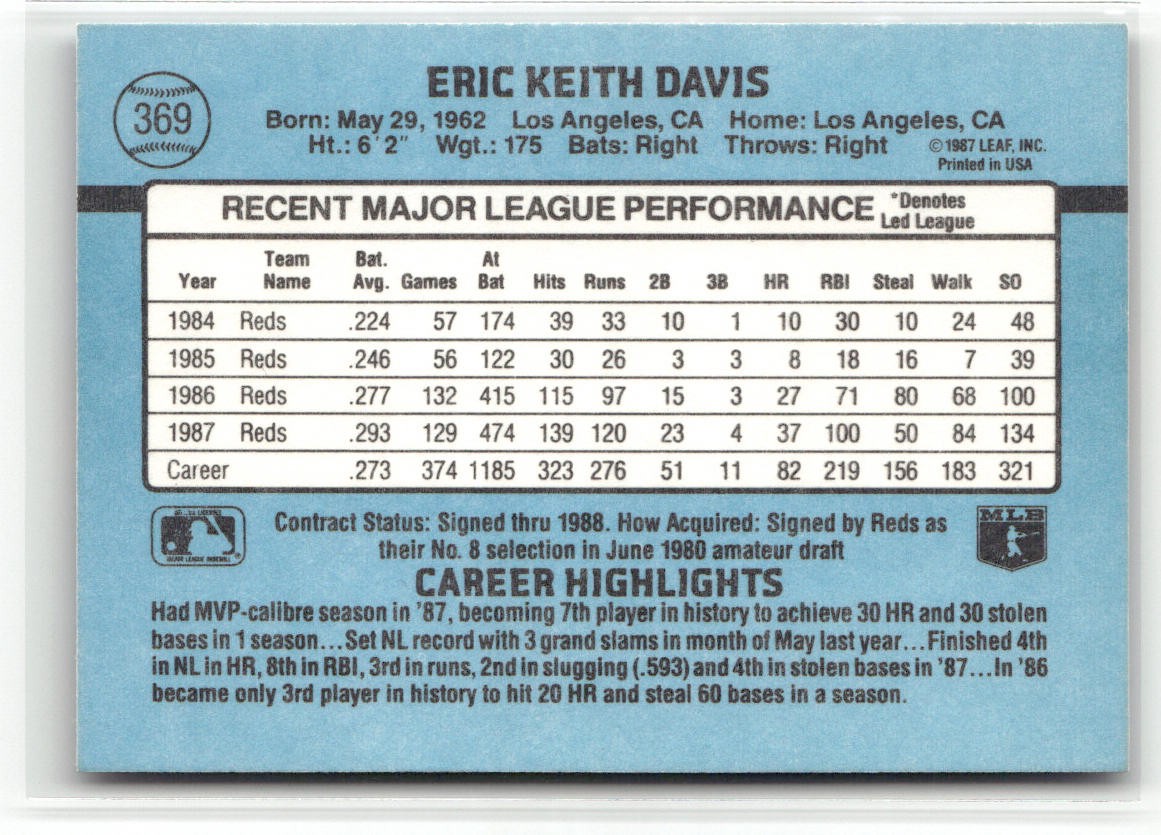 369
ERIC KEITH DAVIS
Born: May 29, 1962 Los Angeles, CA Home: Los Angeles, CA
Ht.: 6'2" Wgt.: 175 Bats: Right Throws: Right
©1987 LEAF, INC.
Printed in USA
RECENT MAJOR LEAGUE PERFORMANCE *Denotes
Led League
Year Team Name Bat. Avg. Games At Bat Hits Runs 2B 3B HR RBI Steal Walk SO
1984 Reds .224 57 174 39 33 10 1 10 30 10 24 48
1985 Reds .246 56 122 30 26 3 3 8 18 16 7 39
1986 Reds .277 132 415 115 97 15 3 27 71 80 68 100
1987 Reds .293 129 474 139 120 23 4 37 100 50 84 134
Career .273 374 1185 323 276 51 11 82 219 156 183 321
Contract Status: Signed thru 1988. How Acquired: Signed by Reds as
their No. 8 selection in June 1980 amateur draft
MLB
CAREER HIGHLIGHTS
Had MVP-calibre season in '87, becoming 7th player in history to achieve 30 HR and 30 stolen
bases in 1 season...Set NL record with 3 grand slams in month of May last year...Finished 4th
in NL in HR, 8th in RBI, 3rd in runs, 2nd in slugging (.593) and 4th in stolen bases in '87...In '86
became only 3rd player in history to hit 20 HR and steal 60 bases in a season.